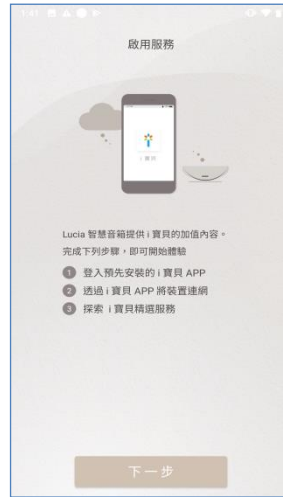 1:41
啟用服務
i 寶貝
Lucia 智慧音箱提供 i 寶貝的加值內容。
完成下列步驟，即可開始體驗
1 登入預先安裝的 i 寶貝 APP
2 透過 i 寶貝 APP 將裝置連網
3 探索 i 寶貝精選服務
下一步